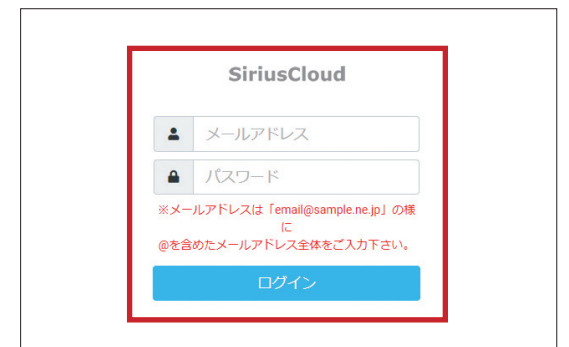 SiriusCloud
メールアドレス
パスワード
※メールアドレスは「email@sample.ne.jp」の様
に
@を含めたメールアドレス全体をご入力下さい。
ログイン